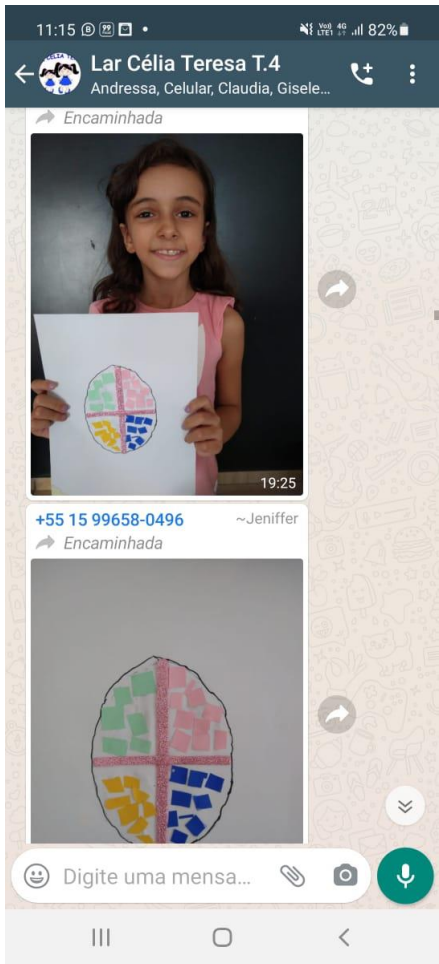 11:15
82%
Lar Célia Teresa T.4
Andressa, Celular, Claudia, Gisele...
Encaminhada
19:25
+55 15 99658-0496 ~Jeniffer
Encaminhada
Digite uma mensa...